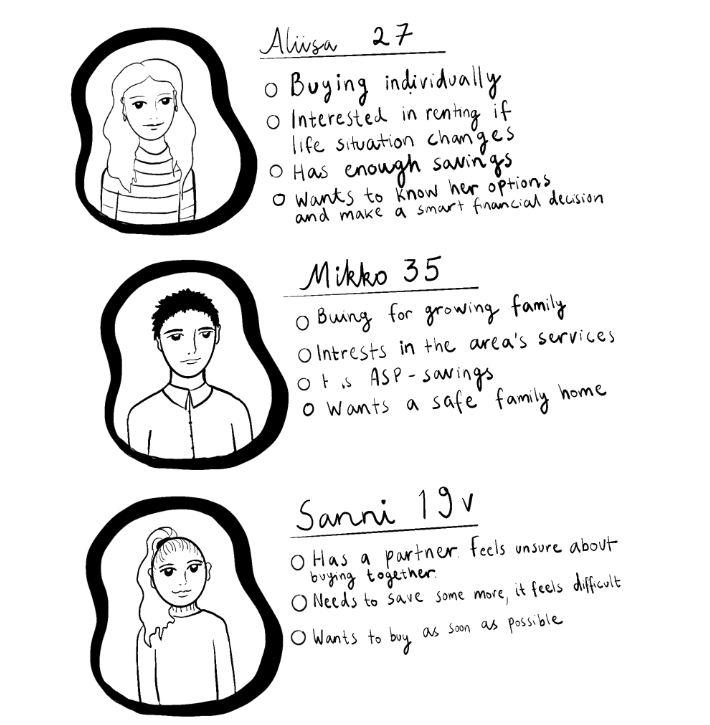 Aliisa 27
Buying individually
Interested in renting if
life situation changes
Has enough savings
Wants to know her options
and make a smart financial decision
Mikko 35
Buing for growing family
Intrests in the area's services
ASP-savings
Wants a safe family home
Sanni 19v
Has a partner. Feels unsure about
buying together.
Needs to save some more, it feels difficult
Wants to buy as soon as possible